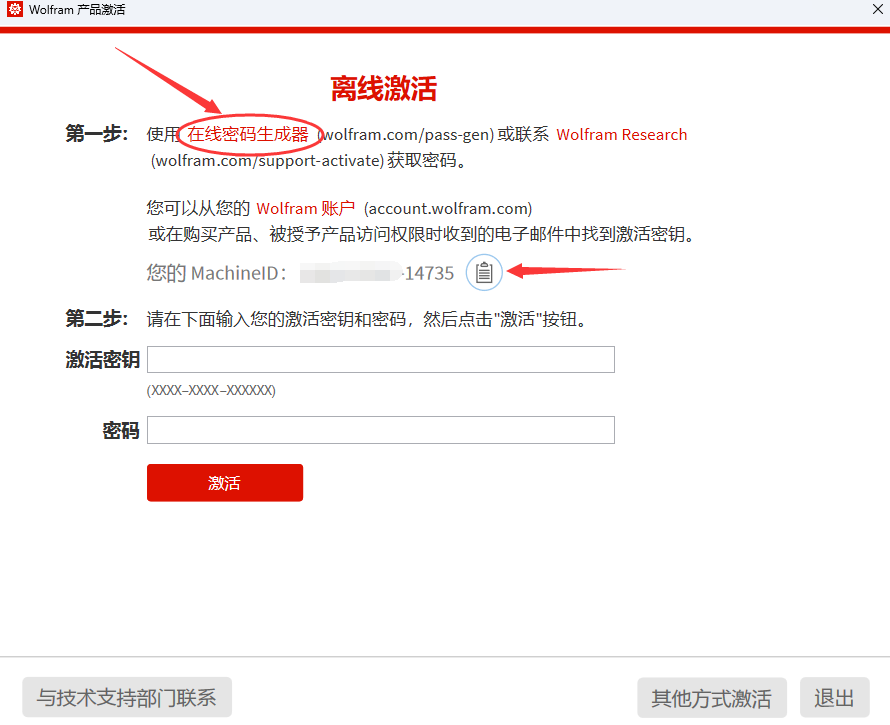 Wolfram 产品激活
离线激活
第一步： 使用 在线密码生成器 (wolfram.com/pass-gen) 或联系 Wolfram Research
(wolfram.com/support-activate) 获取密码。
您可以从您的 Wolfram 账户 (account.wolfram.com)
或在购买产品、被授予产品访问权限时收到的电子邮件中找到激活密钥。
您的 MachineID： -14735
第二步： 请在下面输入您的激活密钥和密码，然后点击"激活"按钮。
激活密钥
(XXXX–XXXX–XXXXXX)
密码
激活
与技术支持部门联系 其他方式激活 退出